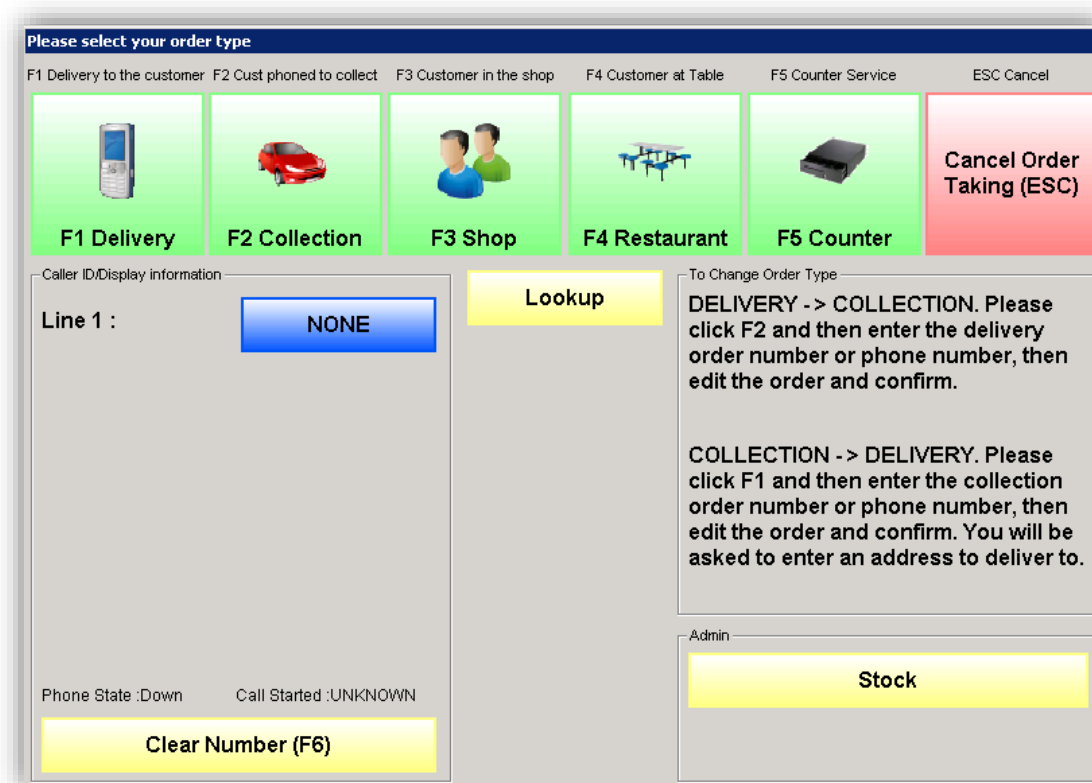 Please select your order type
F1 Delivery to the customer F2 Cust phoned to collect F3 Customer in the shop F4 Customer at Table F5 Counter Service ESC Cancel
Cancel Order
Taking (ESC)
F1 Delivery F2 Collection F3 Shop F4 Restaurant F5 Counter
Caller ID/Display information
Line 1 : NONE
Phone State :Down Call Started :UNKNOWN
Clear Number (F6)
Lookup
To Change Order Type
DELIVERY -> COLLECTION. Please
click F2 and then enter the delivery
order number or phone number, then
edit the order and confirm.
COLLECTION -> DELIVERY. Please
click F1 and then enter the collection
order number or phone number, then
edit the order and confirm. You will be
asked to enter an address to deliver to.
Admin
Stock